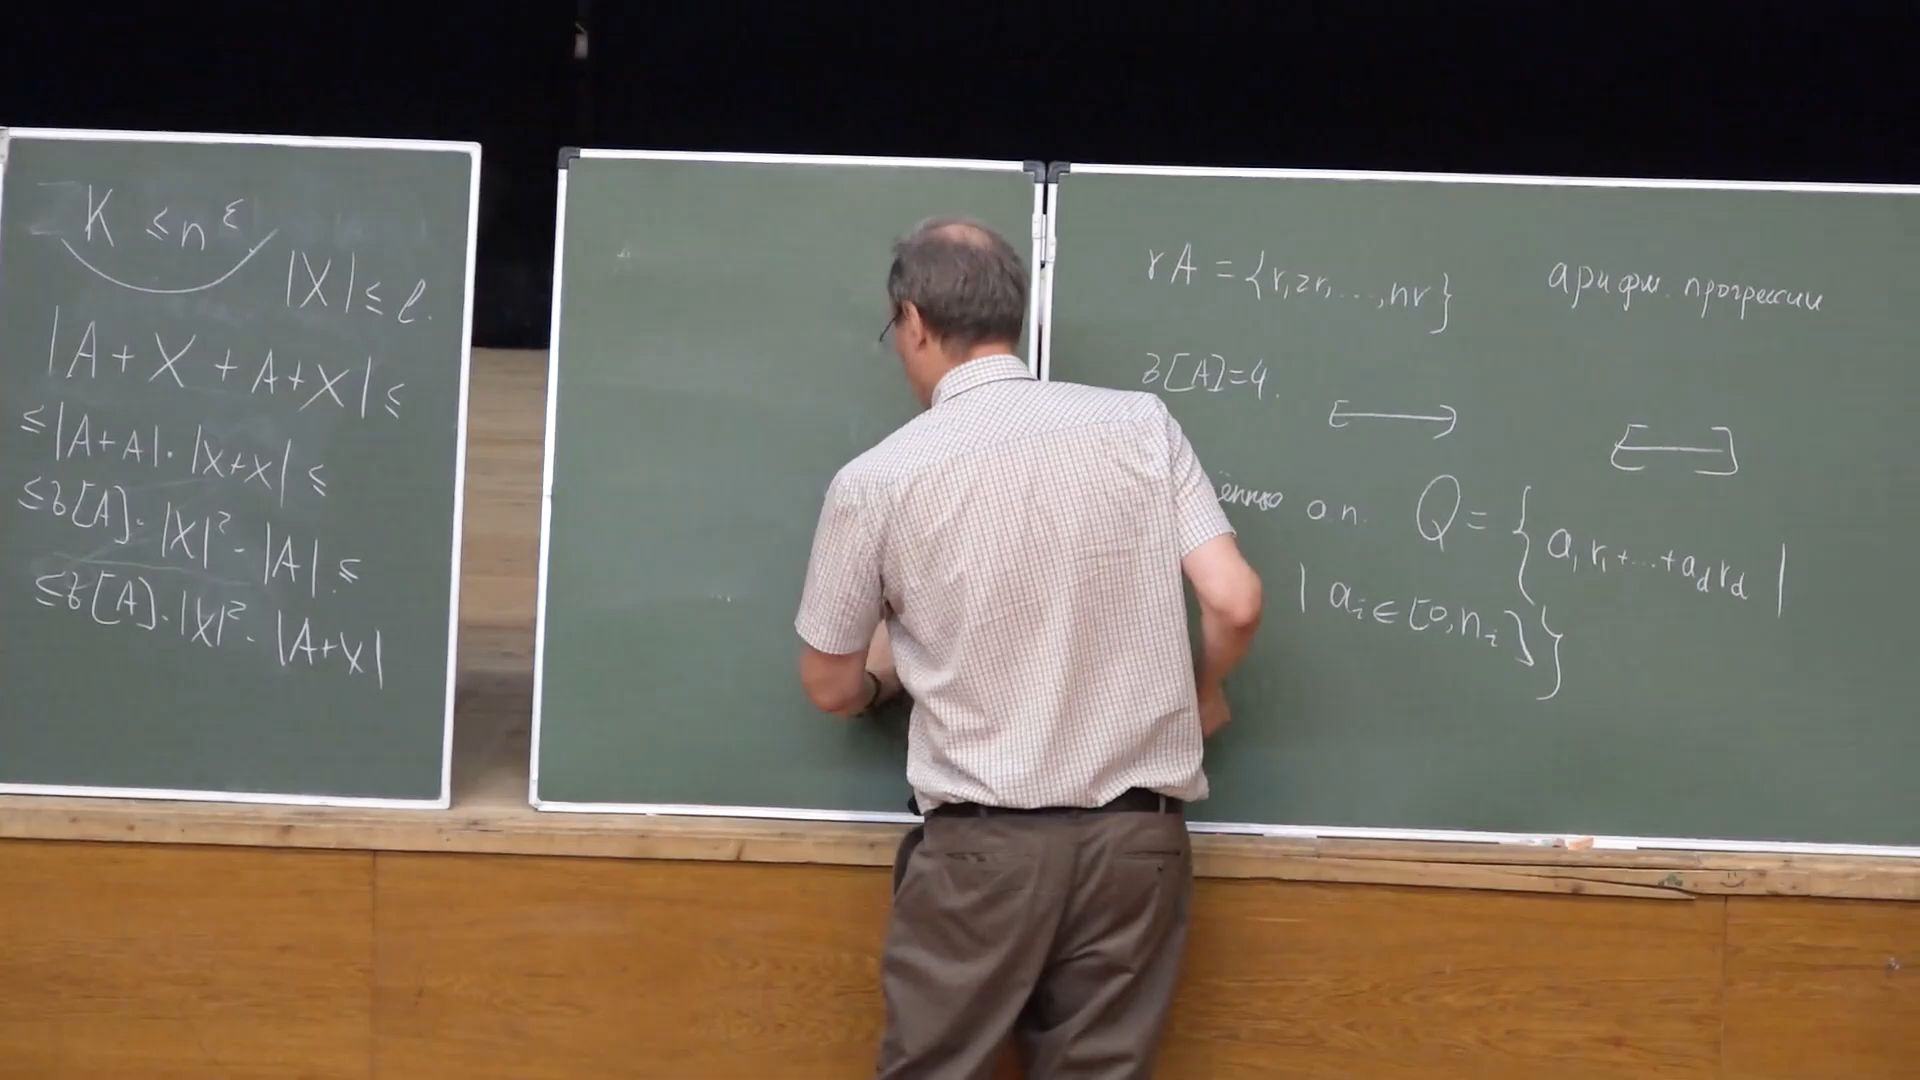 K ≤ n^ε
|X| ≤ l.
|A + X + A + X| ≤
≤ |A+A| · |X+X| ≤
≤ з[A] · |X|² · |A| ≤
≤ з[A] · |X|² · |A+X|
rA = {r, 2r, ..., nr} арифм. прогрессии
з[A] = 4.
о.п. Q = { a₁r₁ + ... + a_d r_d |
| aᵢ ∈ [0, nᵢ] }